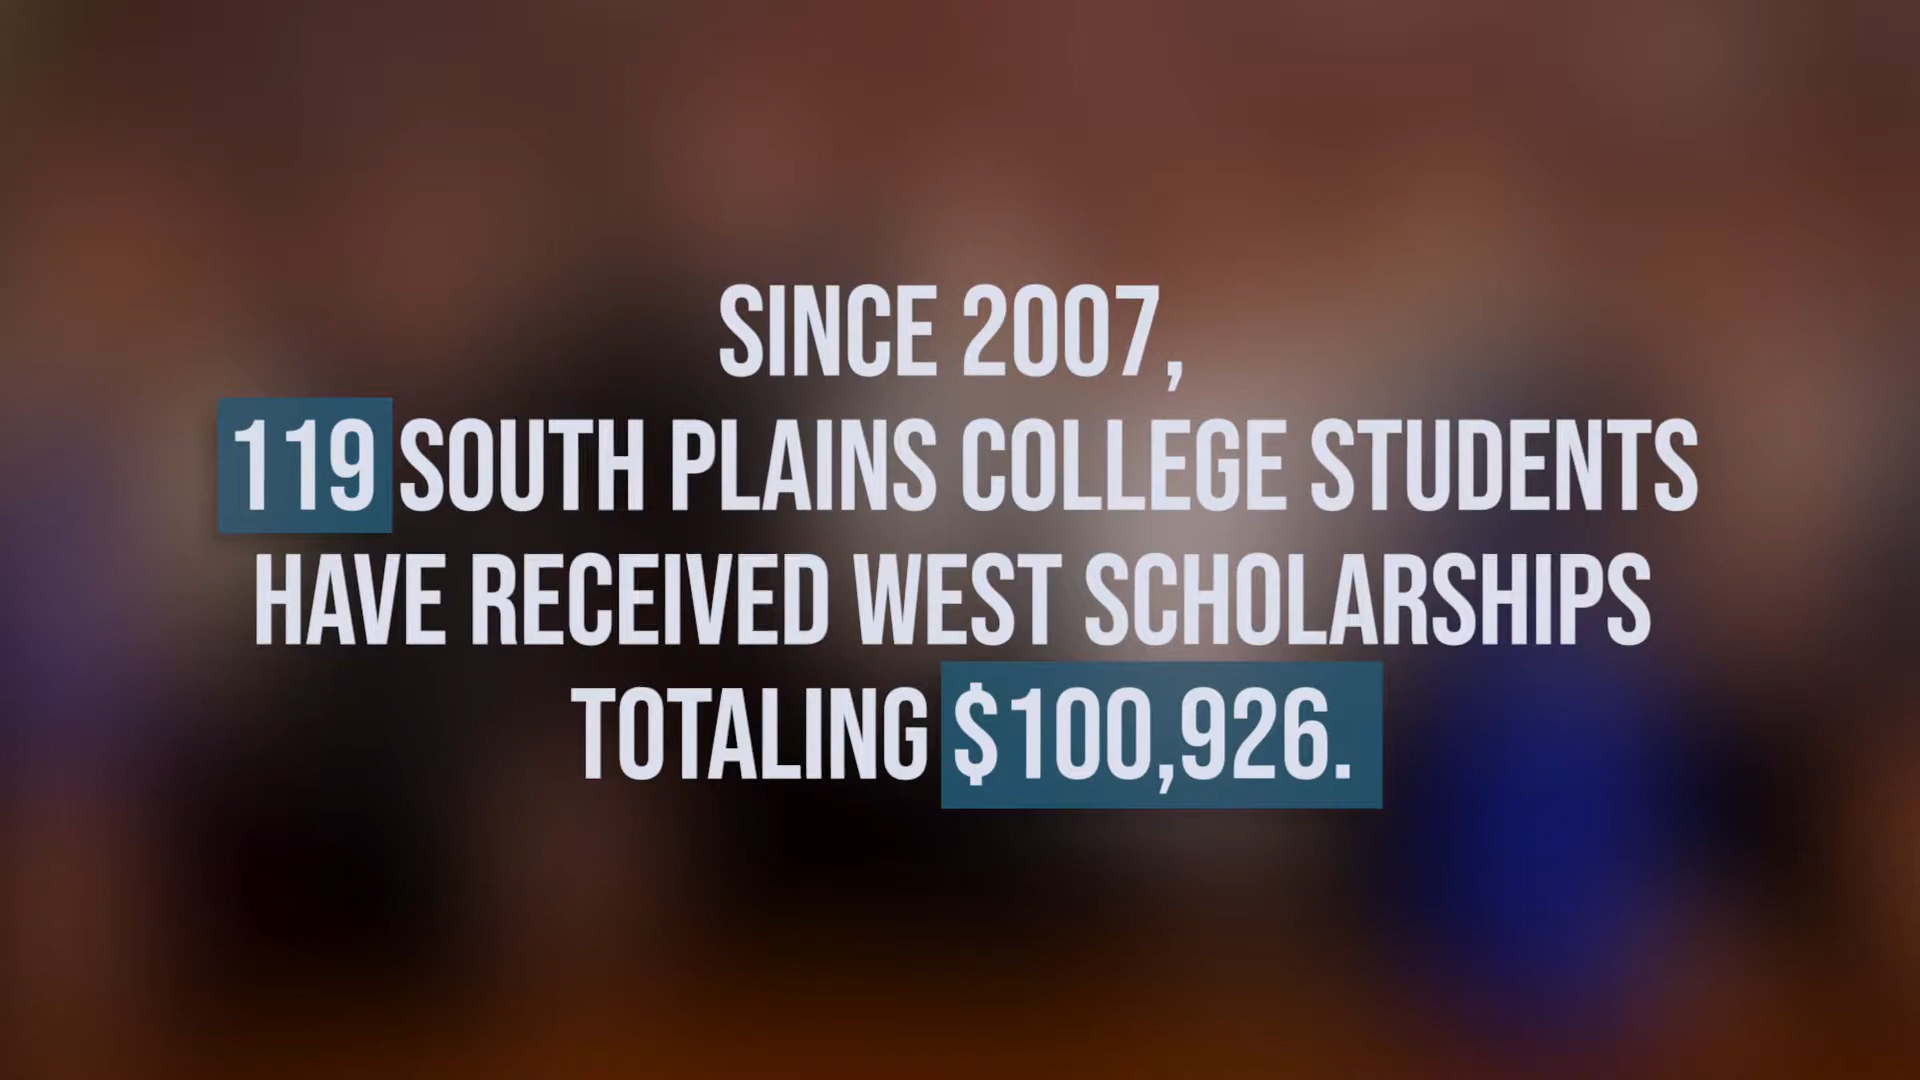 SINCE 2007,
119 SOUTH PLAINS COLLEGE STUDENTS
HAVE RECEIVED WEST SCHOLARSHIPS
TOTALING $100,926.